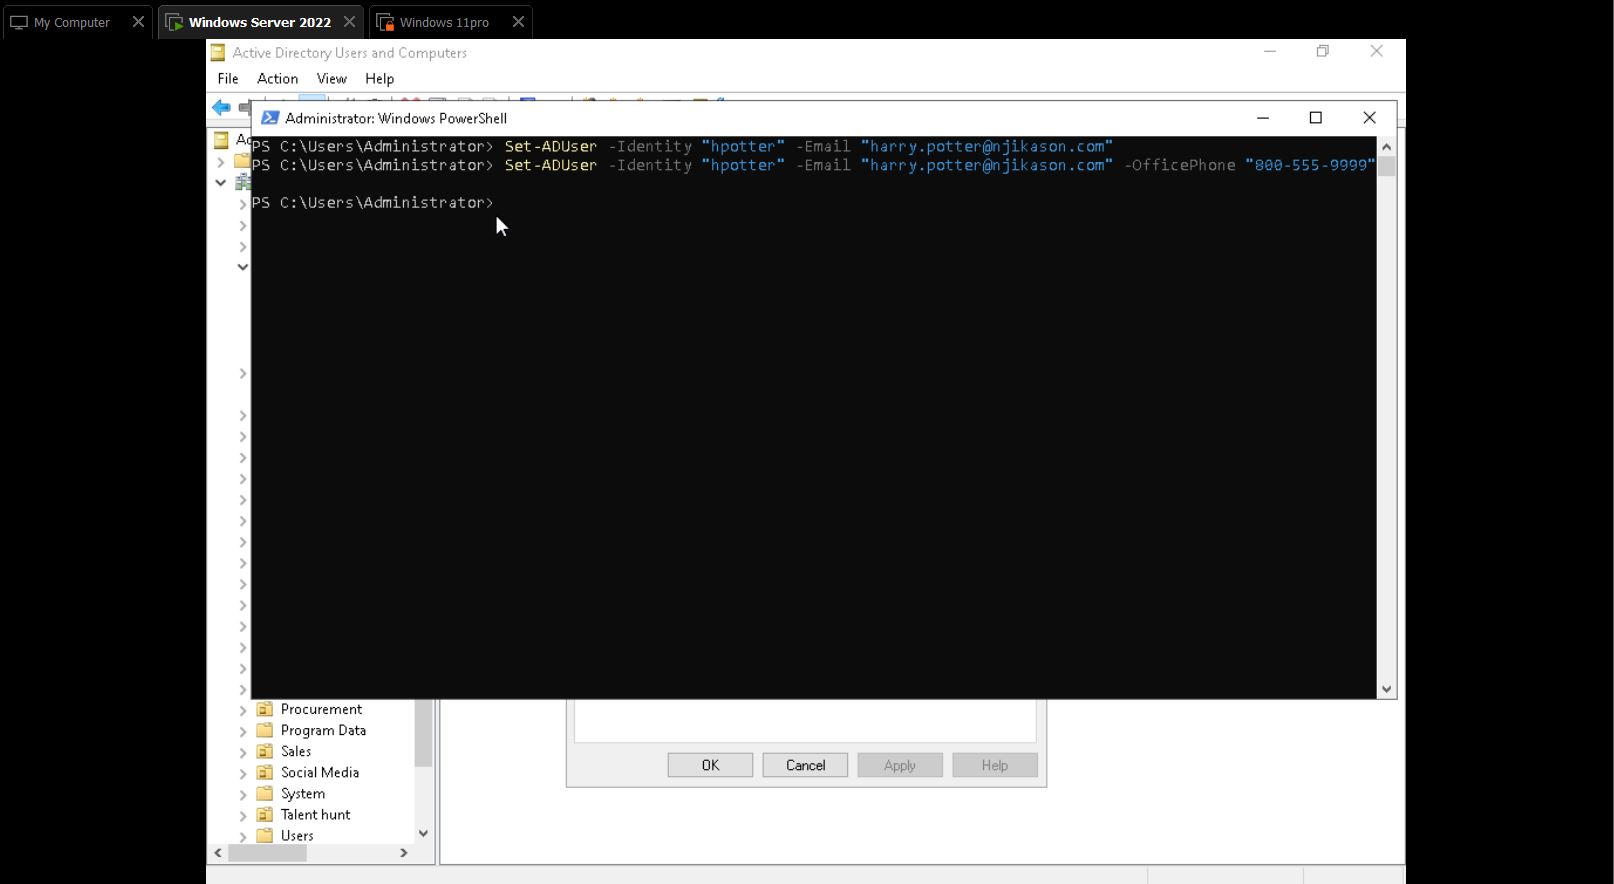 My Computer
Windows Server 2022
Windows 11pro
Active Directory Users and Computers
File Action View Help
Administrator: Windows PowerShell
PS C:\Users\Administrator> Set-ADUser -Identity "hpotter" -Email "harry.potter@njikason.com"
PS C:\Users\Administrator> Set-ADUser -Identity "hpotter" -Email "harry.potter@njikason.com" -OfficePhone "800-555-9999"
PS C:\Users\Administrator>
Procurement
Program Data
Sales
Social Media
System
Talent hunt
Users
OK Cancel Apply Help